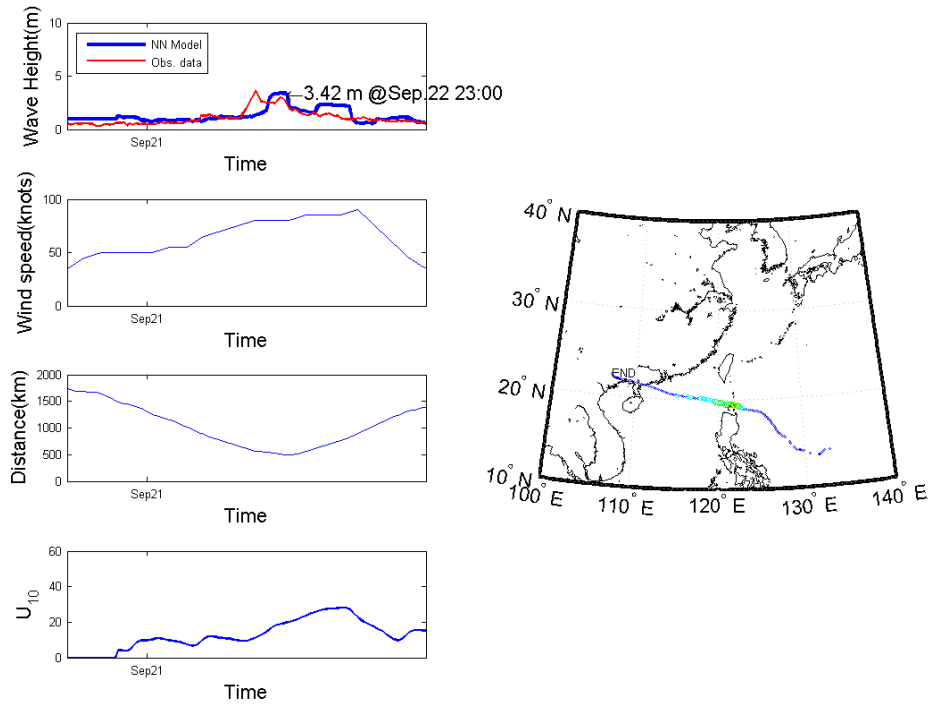 10
5
0
Wave Height(m)
NN Model
Obs. data
3.42 m @Sep.22 23:00
Sep21
Time
100
50
0
Wind speed(knots)
Sep21
Time
2000
1500
1000
500
0
Distance(km)
Sep21
Time
60
40
20
0
U10
Sep21
Time
40° N
30° N
20° N
10° N
100° E
110° E
120° E
130° E
140° E
END